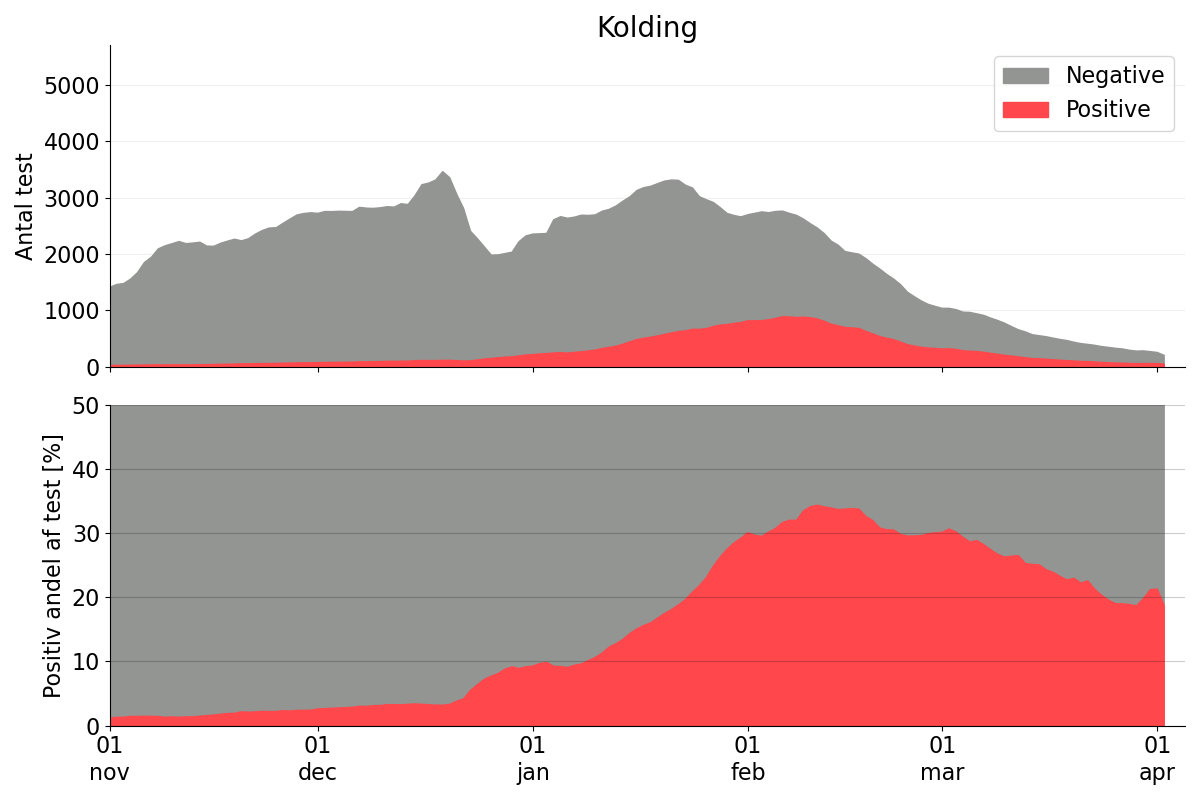 Kolding
Antal test
5000
4000
3000
2000
1000
0
Negative
Positive
Positiv andel af test [%]
50
40
30
20
10
0
01 01 01 01 01 01
nov dec jan feb mar apr